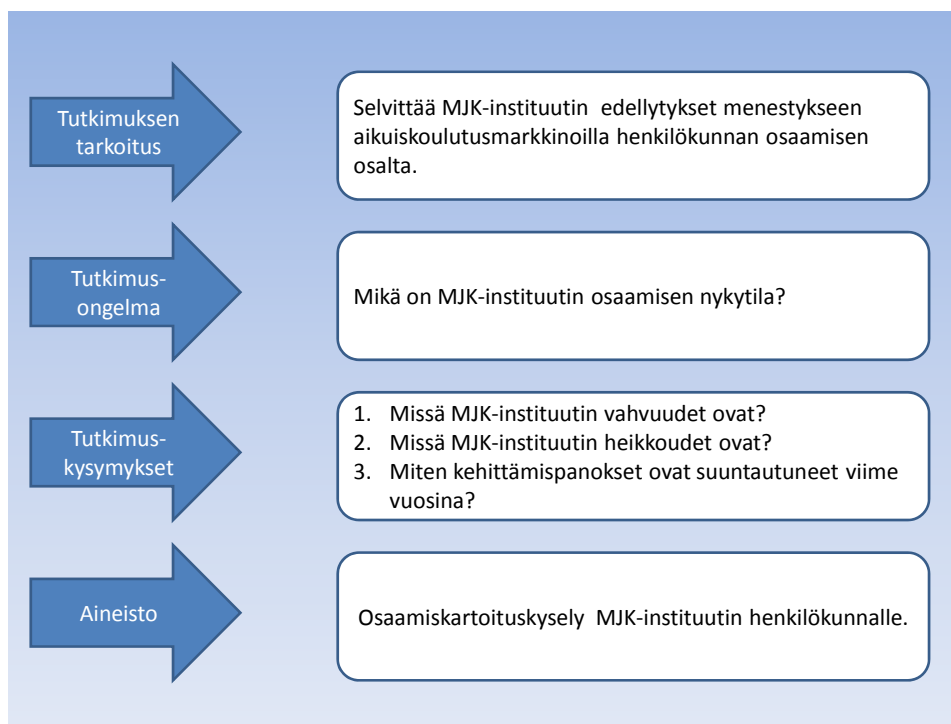 Tutkimuksen
tarkoitus
Selvittää MJK-instituutin edellytykset menestykseen
aikuiskoulutusmarkkinoilla henkilökunnan osaamisen
osalta.
Tutkimus-
ongelma
Mikä on MJK-instituutin osaamisen nykytila?
Tutkimus-
kysymykset
1. Missä MJK-instituutin vahvuudet ovat?
2. Missä MJK-instituutin heikkoudet ovat?
3. Miten kehittämispanokset ovat suuntautuneet viime
vuosina?
Aineisto
Osaamiskartoituskysely MJK-instituutin henkilökunnalle.